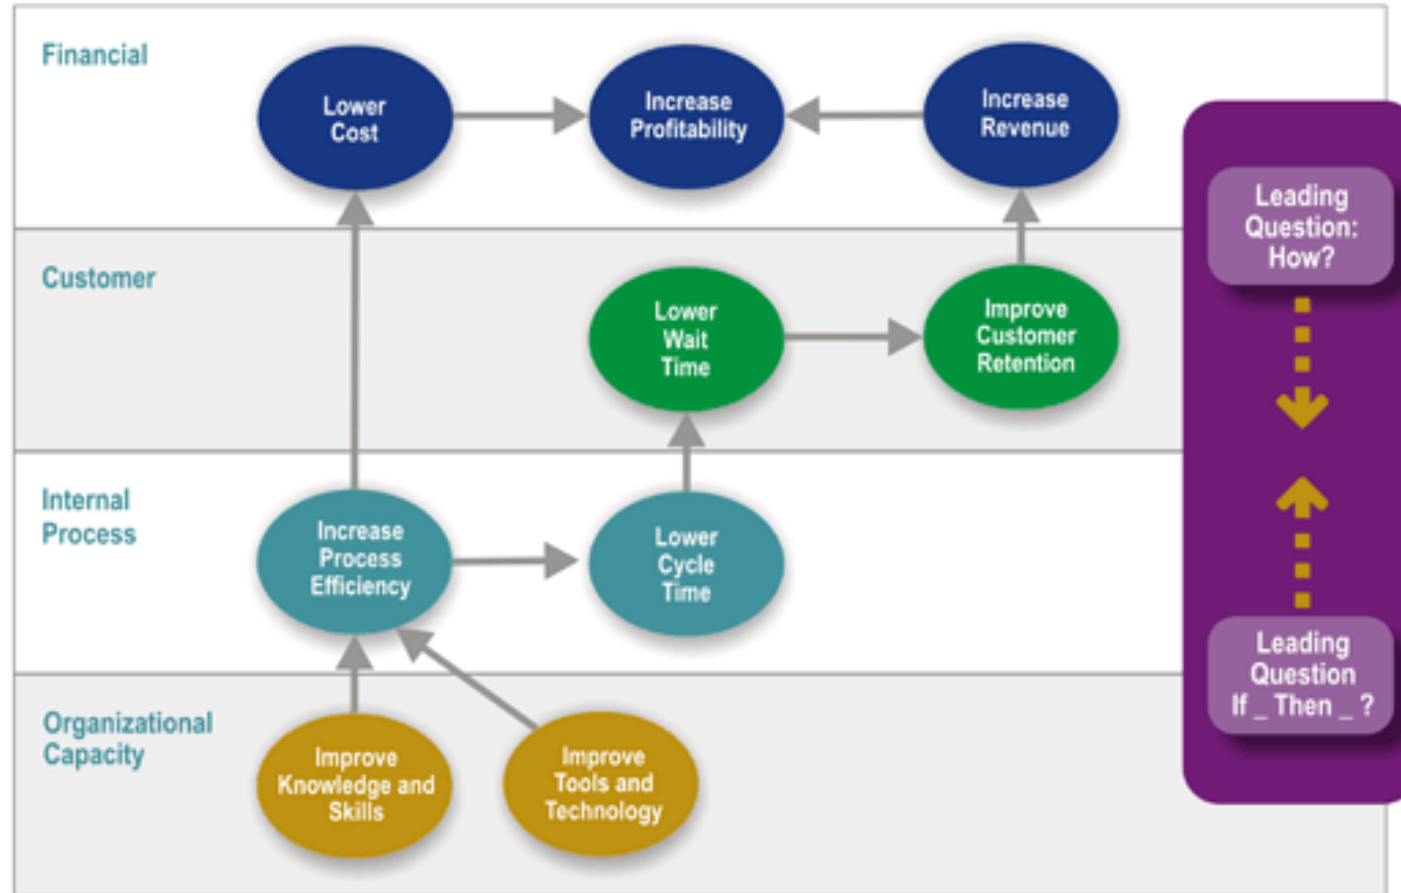 Financial
Lower
Cost
Increase
Profitability
Increase
Revenue
Customer
Lower
Wait
Time
Improve
Customer
Retention
Internal
Process
Increase
Process
Efficiency
Lower
Cycle
Time
Organizational
Capacity
Improve
Knowledge and
Skills
Improve
Tools and
Technology
Leading
Question:
How?
Leading
Question
If _ Then _ ?